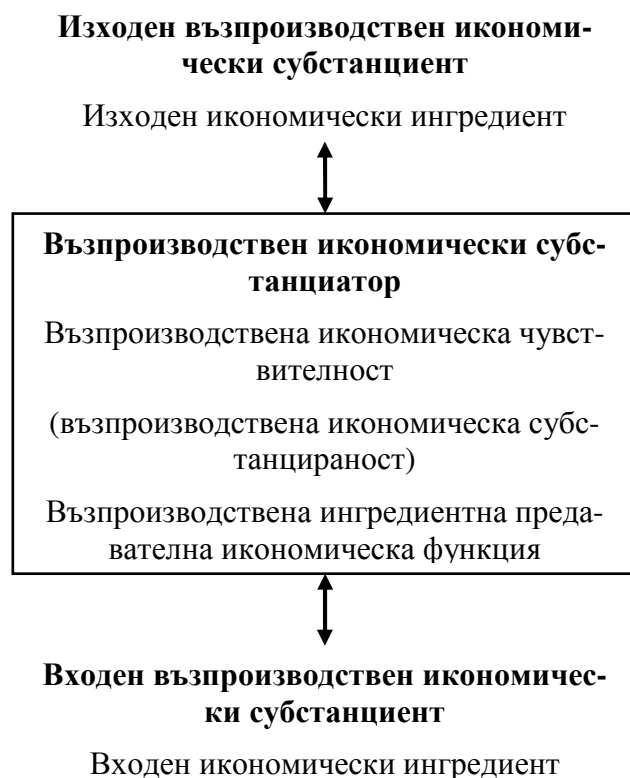 Изходен възпроизводствен икономи-
чески субстанциент
Изходен икономически ингредиент
Възпроизводствен икономически субс-
танциатор
Възпроизводствена икономическа чувст-
вителност
(възпроизводствена икономическа субс-
танцираност)
Възпроизводствена ингредиентна преда-
вателна икономическа функция
Входен възпроизводствен икономичес-
ки субстанциент
Входен икономически ингредиент